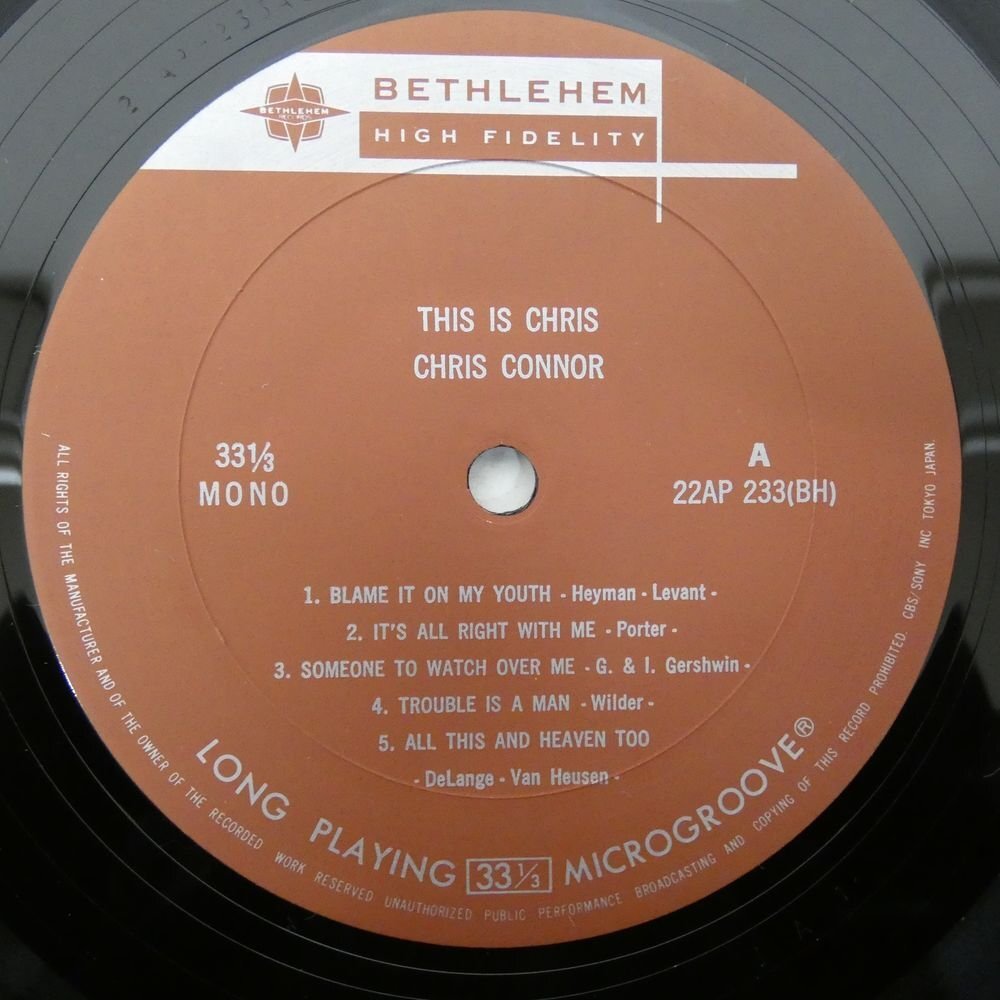 BETHLEHEM
RECORDS
BETHLEHEM
HIGH FIDELITY
THIS IS CHRIS
CHRIS CONNOR
33⅓
MONO
A
22AP 233(BH)
1. BLAME IT ON MY YOUTH - Heyman - Levant -
2. IT'S ALL RIGHT WITH ME - Porter -
3. SOMEONE TO WATCH OVER ME - G. & I. Gershwin -
4. TROUBLE IS A MAN - Wilder -
5. ALL THIS AND HEAVEN TOO
- DeLange - Van Heusen -
LONG PLAYING 33⅓ MICROGROOVE®
ALL RIGHTS OF THE MANUFACTURER AND OF THE OWNER OF THE RECORDED WORK RESERVED UNAUTHORIZED PUBLIC PERFORMANCE BROADCASTING AND COPYING OF THIS RECORD PROHIBITED. CBS/SONY INC TOKYO JAPAN.